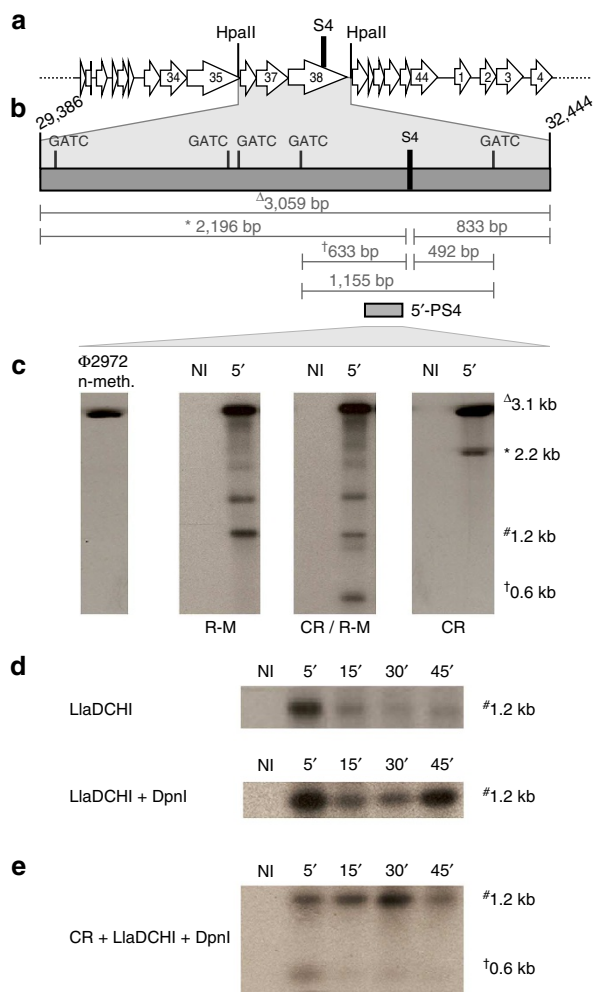 a
S4
HpaII HpaII
34 35 37 38 44 1 2 3 4
b
29,386 32,444
GATC GATC GATC GATC S4 GATC
Δ3,059 bp
* 2,196 bp 833 bp
†633 bp 492 bp
1,155 bp
5′-PS4
c
Φ2972
n-meth.
NI 5′ NI 5′ NI 5′
Δ3.1 kb
* 2.2 kb
#1.2 kb
†0.6 kb
R-M CR / R-M CR
d
NI 5′ 15′ 30′ 45′
LlaDCHI #1.2 kb
NI 5′ 15′ 30′ 45′
LlaDCHI + DpnI #1.2 kb
e
NI 5′ 15′ 30′ 45′
#1.2 kb
CR + LlaDCHI + DpnI
†0.6 kb